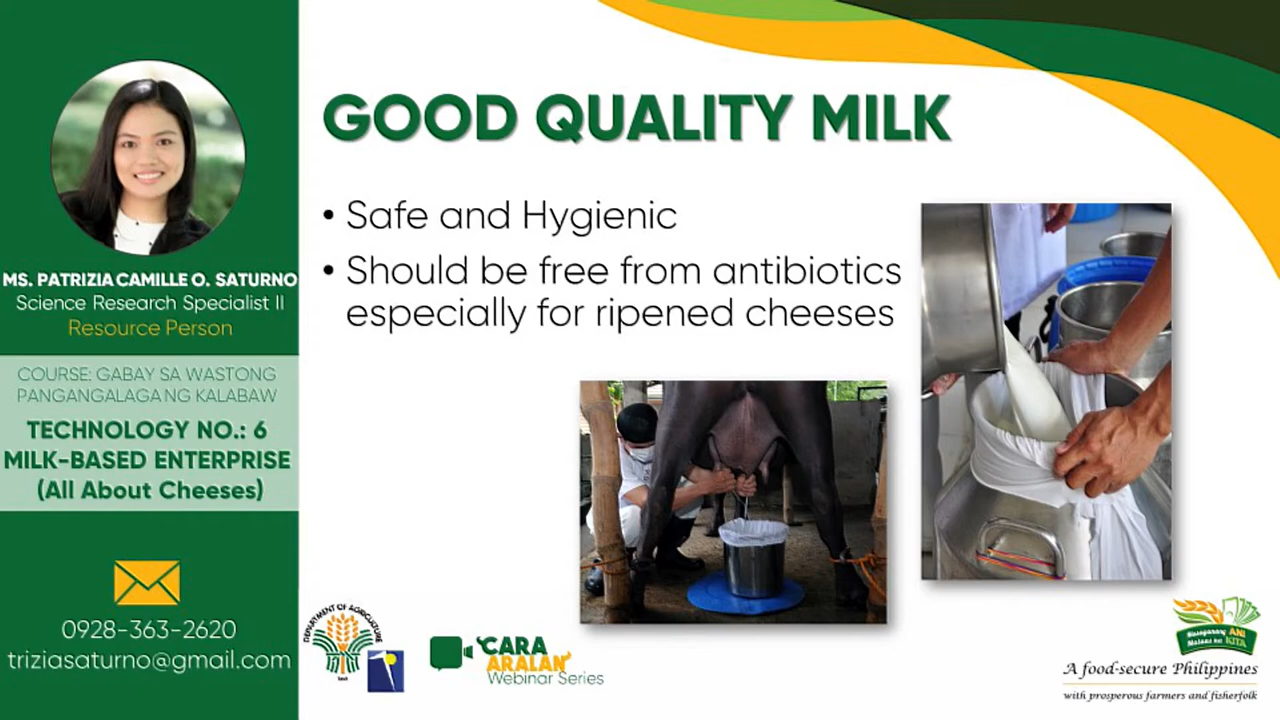 GOOD QUALITY MILK
• Safe and Hygienic
• Should be free from antibiotics
especially for ripened cheeses
MS. PATRIZIA CAMILLE O. SATURNO
Science Research Specialist II
Resource Person
COURSE: GABAY SA WASTONG
PANGANGALAGA NG KALABAW
TECHNOLOGY NO.: 6
MILK-BASED ENTERPRISE
(All About Cheeses)
0928-363-2620
triziasaturno@gmail.com
DEPARTMENT OF AGRICULTURE
CARA
ARALAN
Webinar Series
Masaganang ANI
Mataas na KITA
A food-secure Philippines
with prosperous farmers and fisherfolk